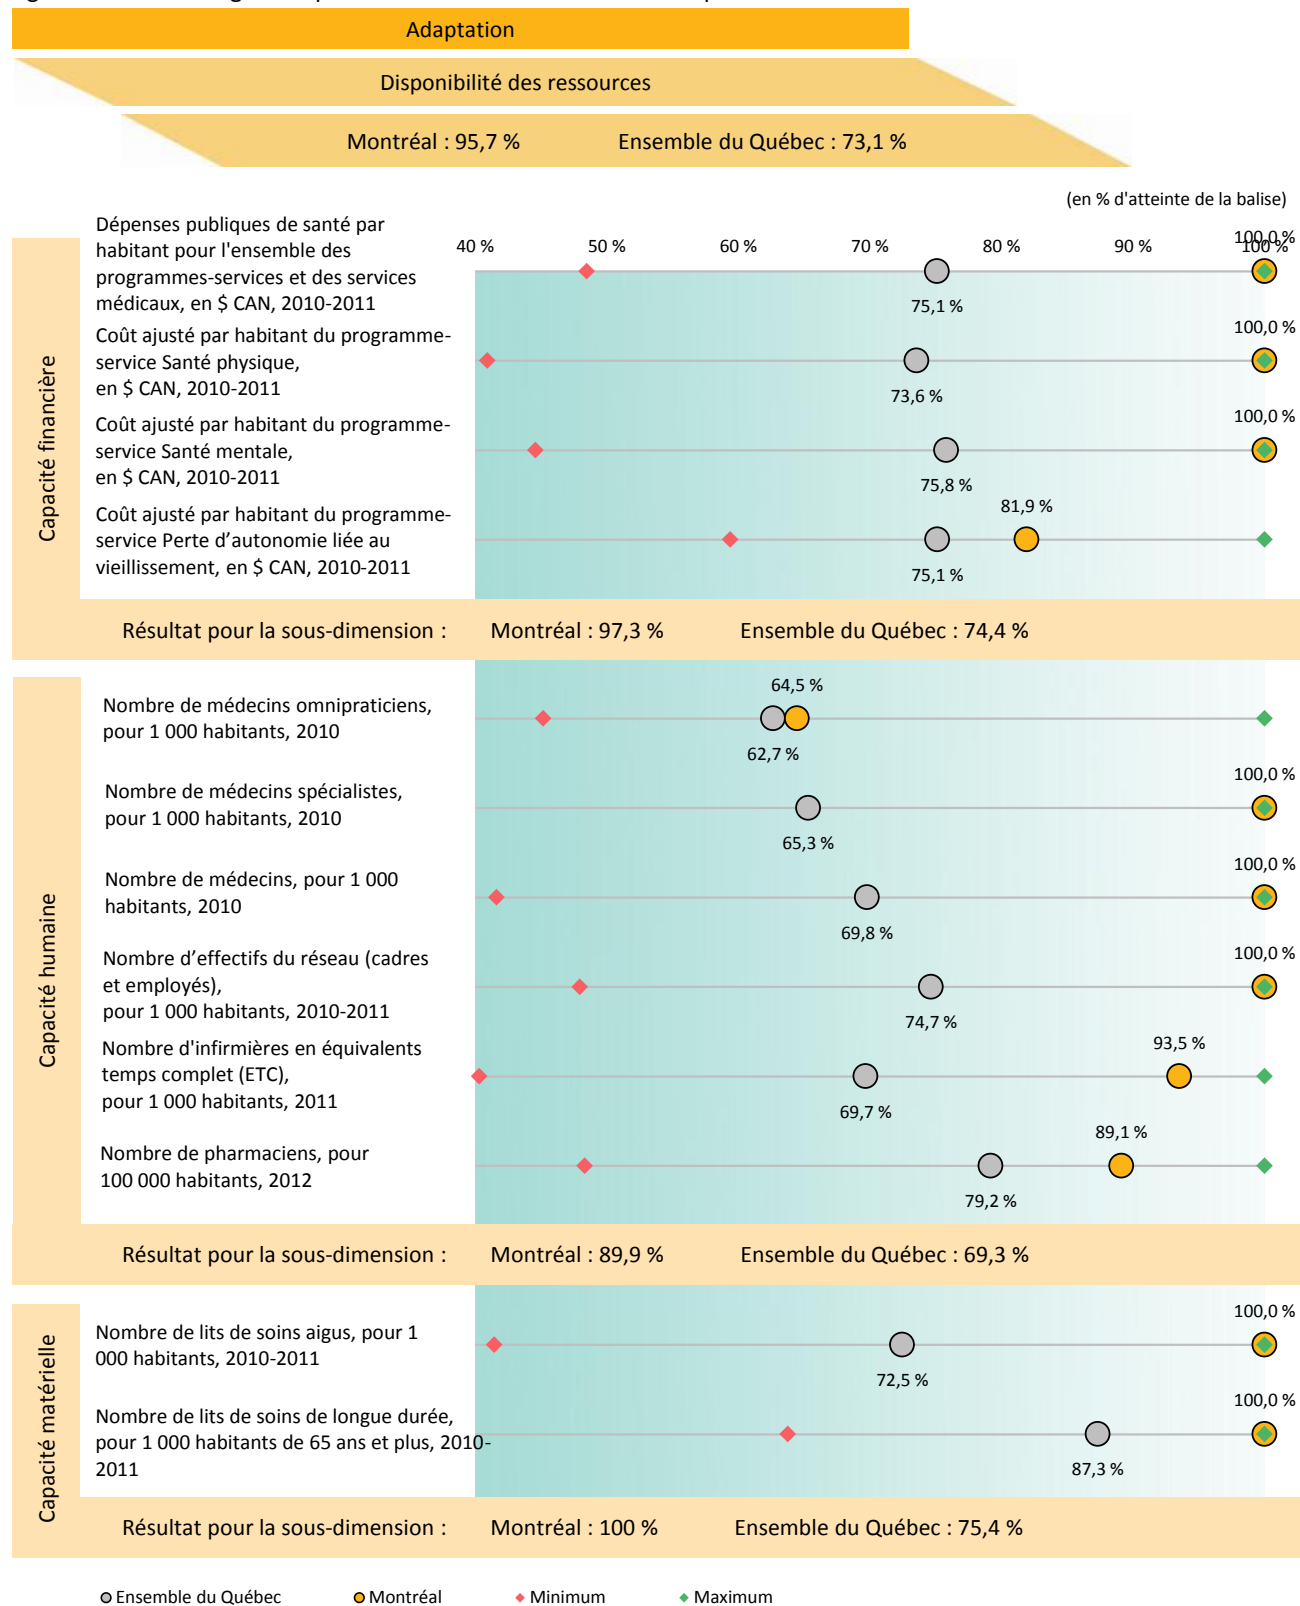 Adaptation
Disponibilité des ressources
Montréal : 95,7 % Ensemble du Québec : 73,1 %
(en % d'atteinte de la balise)
40 % 50 % 60 % 70 % 80 % 90 % 100 %
Capacité financière
Dépenses publiques de santé par
habitant pour l'ensemble des
programmes-services et des services
médicaux, en $ CAN, 2010-2011
100,0 %
75,1 %
Coût ajusté par habitant du programme-
service Santé physique,
en $ CAN, 2010-2011
100,0 %
73,6 %
Coût ajusté par habitant du programme-
service Santé mentale,
en $ CAN, 2010-2011
100,0 %
75,8 %
Coût ajusté par habitant du programme-
service Perte d’autonomie liée au
vieillissement, en $ CAN, 2010-2011
81,9 %
75,1 %
Résultat pour la sous-dimension : Montréal : 97,3 % Ensemble du Québec : 74,4 %
Capacité humaine
Nombre de médecins omnipraticiens,
pour 1 000 habitants, 2010
64,5 %
62,7 %
Nombre de médecins spécialistes,
pour 1 000 habitants, 2010
100,0 %
65,3 %
Nombre de médecins, pour 1 000
habitants, 2010
100,0 %
69,8 %
Nombre d’effectifs du réseau (cadres
et employés),
pour 1 000 habitants, 2010-2011
100,0 %
74,7 %
Nombre d'infirmières en équivalents
temps complet (ETC),
pour 1 000 habitants, 2011
93,5 %
69,7 %
Nombre de pharmaciens, pour
100 000 habitants, 2012
89,1 %
79,2 %
Résultat pour la sous-dimension : Montréal : 89,9 % Ensemble du Québec : 69,3 %
Capacité matérielle
Nombre de lits de soins aigus, pour 1
000 habitants, 2010-2011
100,0 %
72,5 %
Nombre de lits de soins de longue durée,
pour 1 000 habitants de 65 ans et plus, 2010-
2011
100,0 %
87,3 %
Résultat pour la sous-dimension : Montréal : 100 % Ensemble du Québec : 75,4 %
Ensemble du Québec Montréal Minimum Maximum